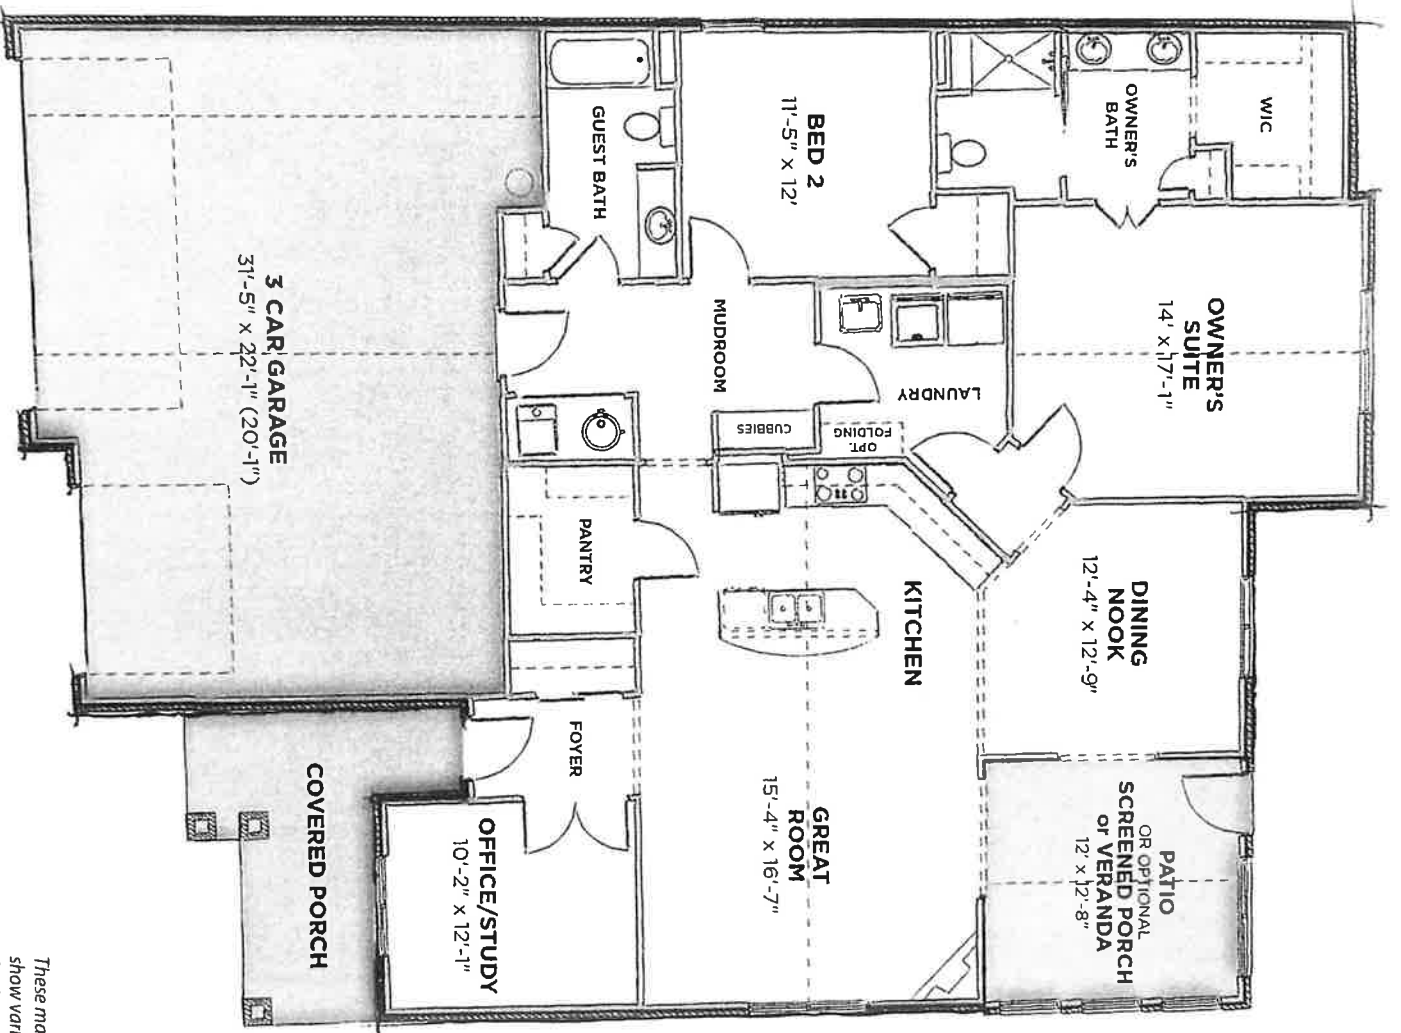 WIC
OWNER'S
BATH
BED 2
11'-5" x 12'
GUEST BATH
OWNER'S
SUITE
14' x 17'-1"
MUDROOM
LAUNDRY
CUBBIES
OPT.
FOLDING
3 CAR GARAGE
31'-5" x 22'-1" (20'-1")
PANTRY
KITCHEN
DINING
NOOK
12'-4" x 12'-9"
FOYER
GREAT
ROOM
15'-4" x 16'-7"
PATIO
OR OPTIONAL
SCREENED PORCH
or VERANDA
12' x 12'-8"
OFFICE/STUDY
10'-2" x 12'-1"
COVERED PORCH
These ma
show vari